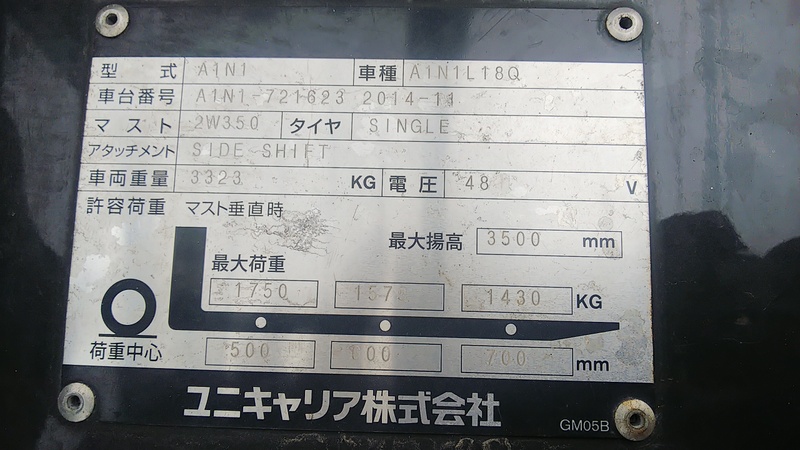 型式 A1N1 車種 A1N1L18Q
車台番号 A1N1-721623 2014-11
マスト 2W350 タイヤ SINGLE
アタッチメント SIDE-SHIFT
車両重量 3323 KG 電圧 48 V
許容荷重 マスト垂直時
最大揚高 3500 mm
最大荷重
1750 1430 KG
荷重中心 500 700 mm
ユニキャリア株式会社
GM05B